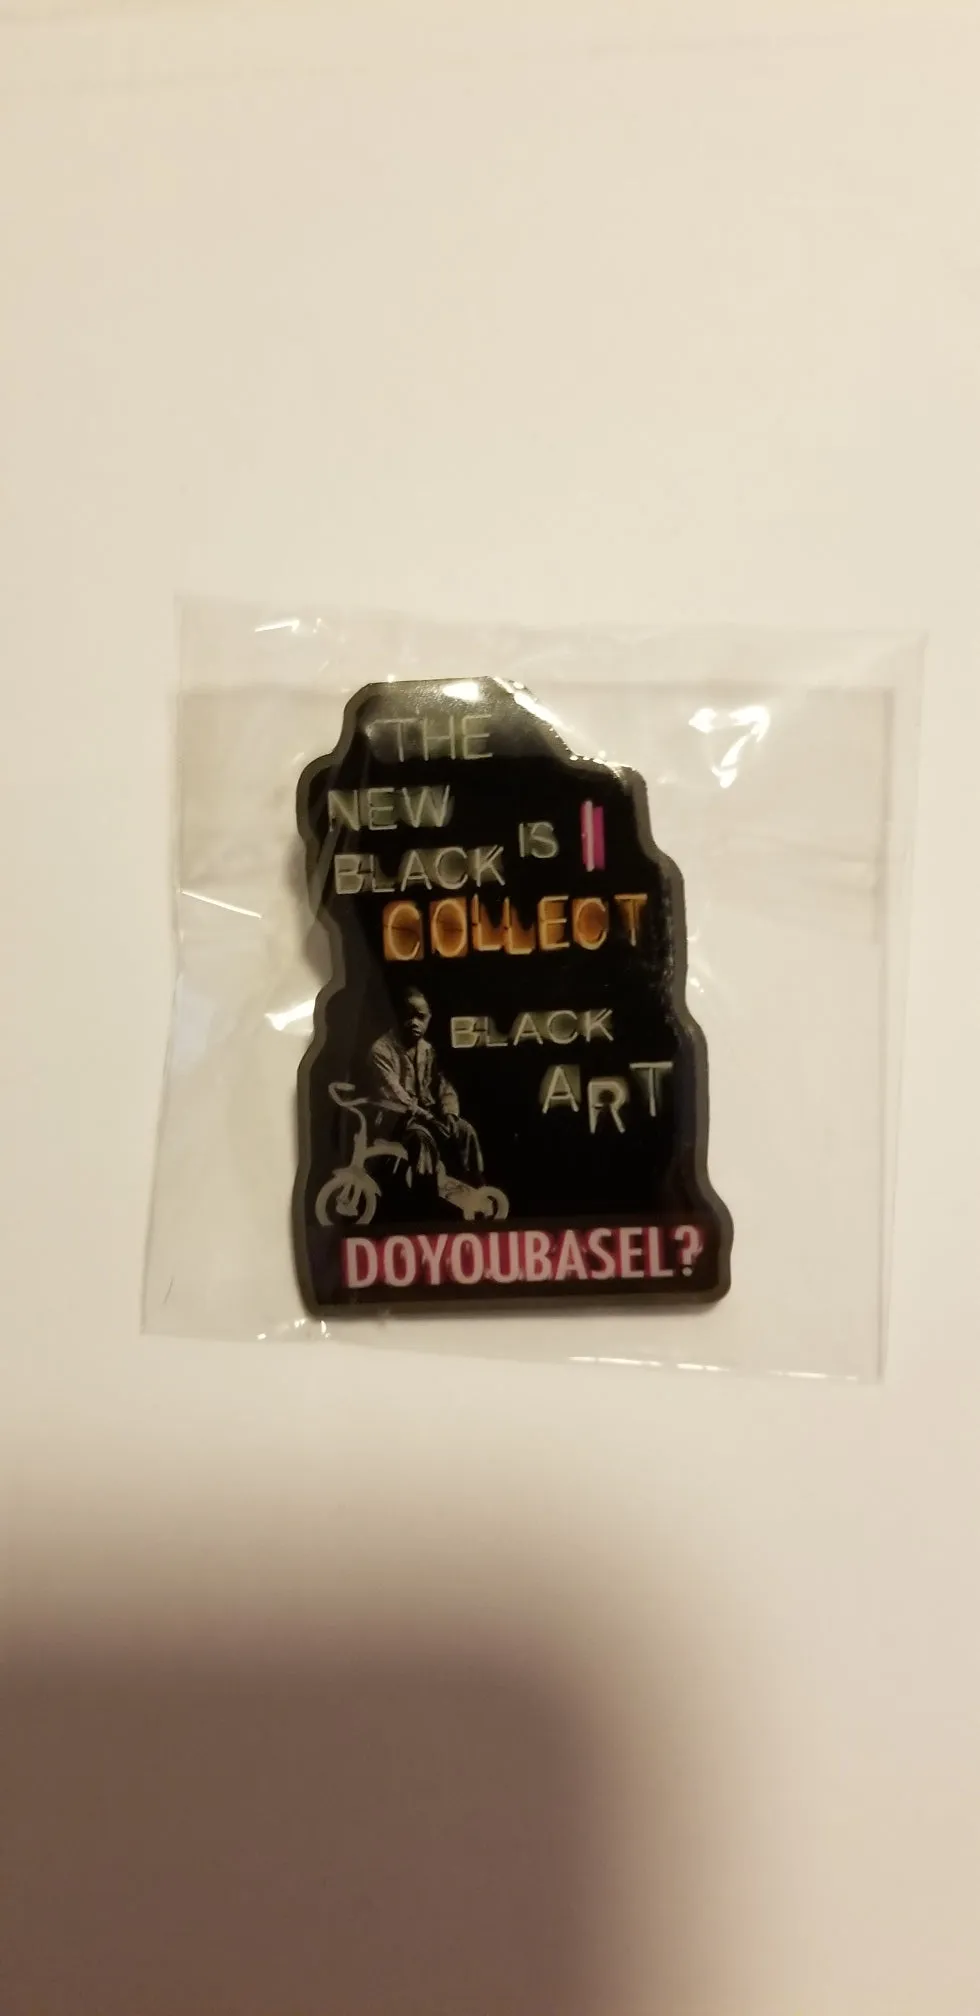 THE
NEW
BLACK IS I
COLLECT
BLACK
ART
DOYOUBASEL?